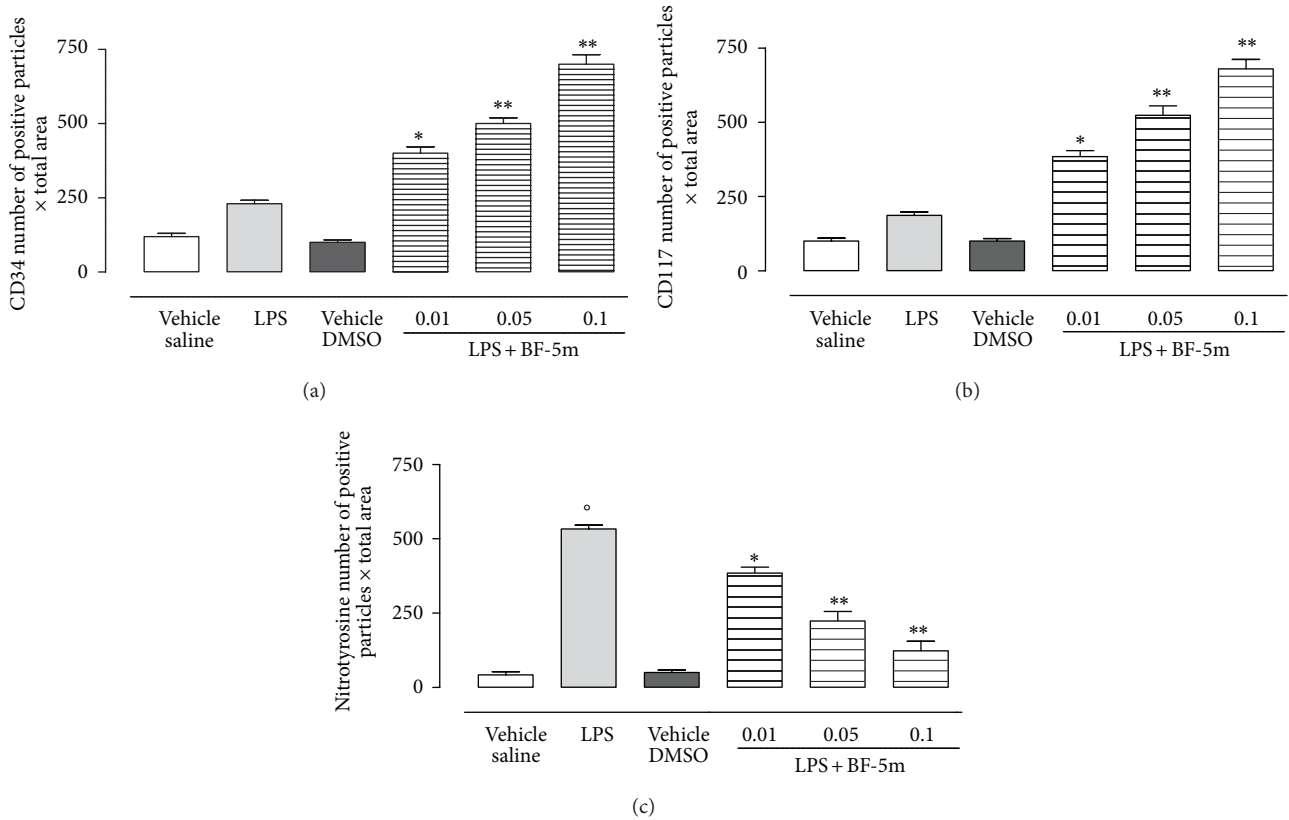 CD34 number of positive particles
× total area
750
500
250
0
*
**
**
Vehicle
saline
LPS
Vehicle
DMSO
0.01
0.05
0.1
LPS + BF-5m
(a)
CD117 number of positive particles
× total area
750
500
250
0
*
**
**
Vehicle
saline
LPS
Vehicle
DMSO
0.01
0.05
0.1
LPS + BF-5m
(b)
Nitrotyrosine number of positive
particles × total area
750
500
250
0
°
*
**
**
Vehicle
saline
LPS
Vehicle
DMSO
0.01
0.05
0.1
LPS + BF-5m
(c)